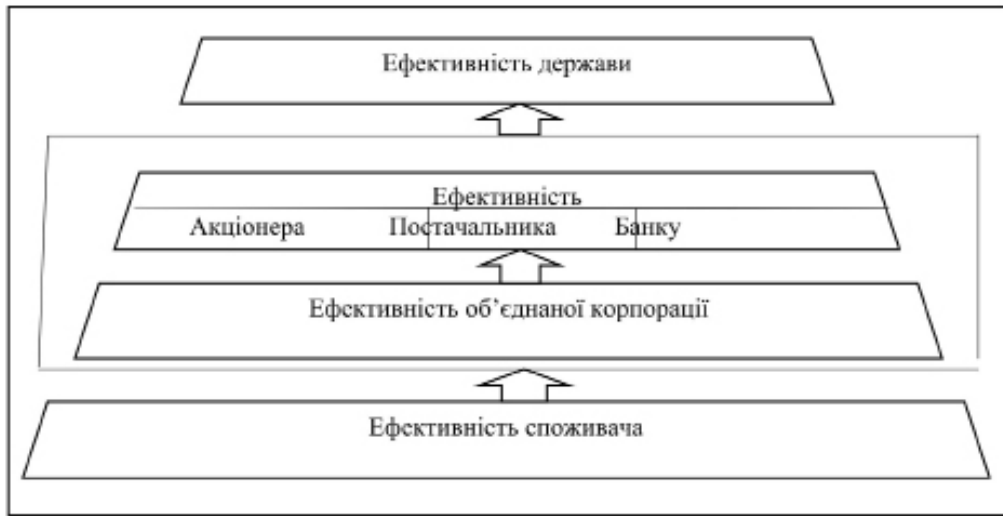 Ефективність держави
Ефективність
Акціонера Постачальника Банку
Ефективність об’єднаної корпорації
Ефективність споживача